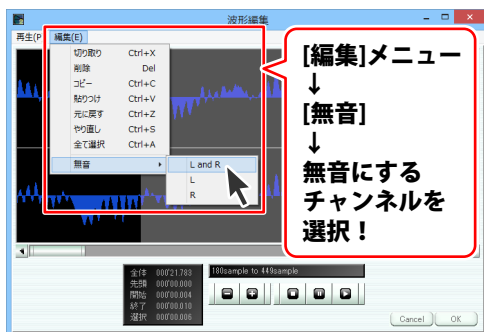 波形編集
再生(P
編集(E)
切り取り Ctrl+X
削除 Del
コピー Ctrl+C
貼りつけ Ctrl+V
元に戻す Ctrl+Z
やり直し Ctrl+S
全て選択 Ctrl+A
無音
L and R
L
R
[編集]メニュー
↓
[無音]
↓
無音にする
チャンネルを
選択！
全体 000'21.783
先頭 000'00.000
開始 000'00.004
終了 000'00.010
選択 000'00.006
180sample to 449sample
Cancel
OK